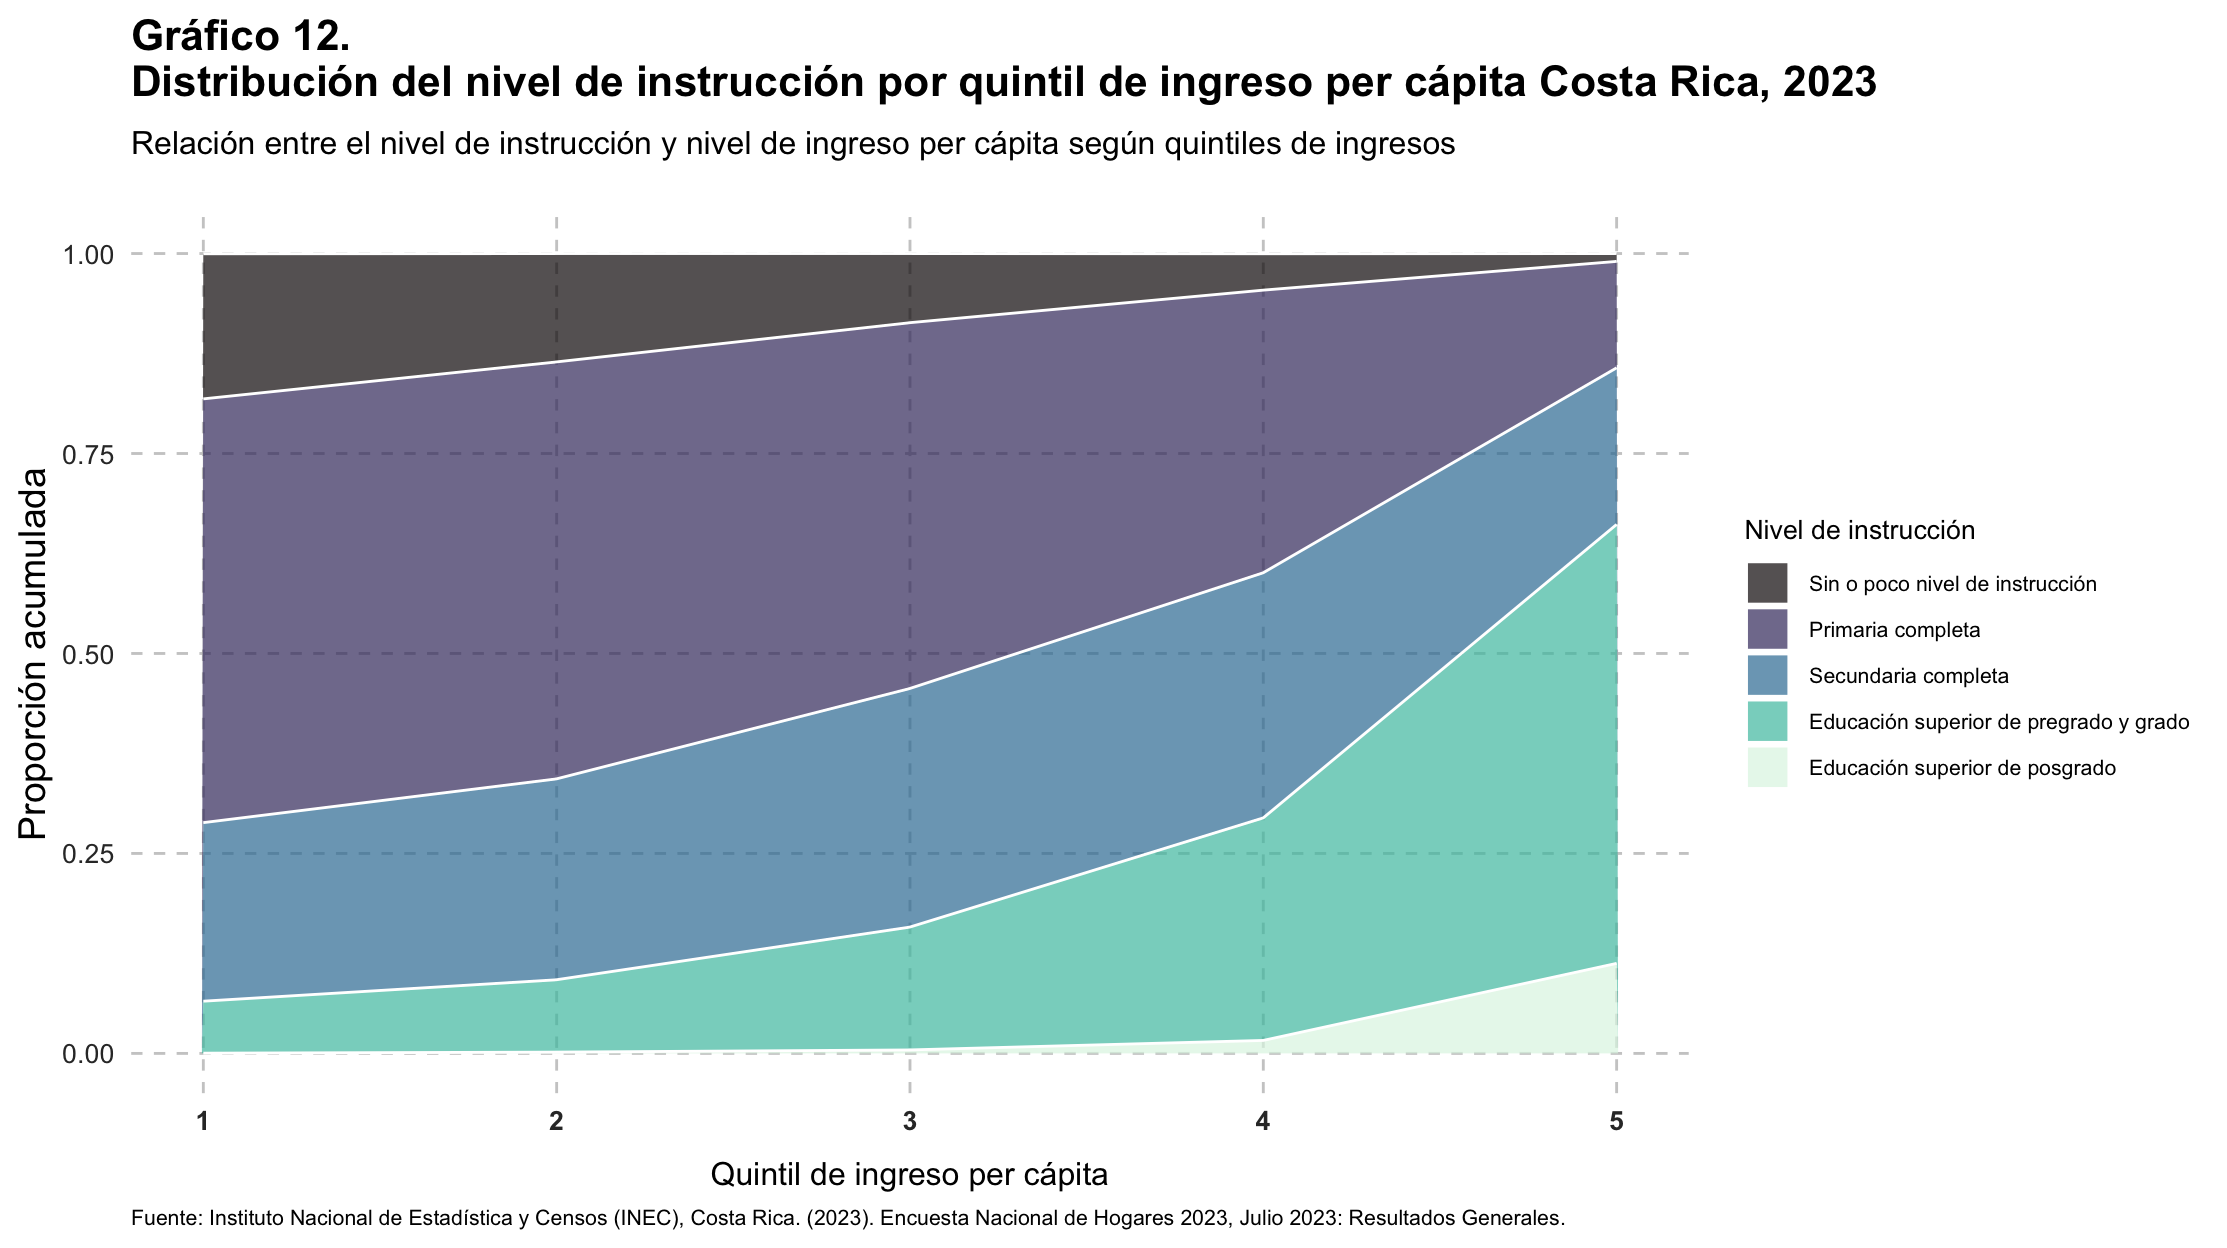 Gráfico 12.
Distribución del nivel de instrucción por quintil de ingreso per cápita Costa Rica, 2023
Relación entre el nivel de instrucción y nivel de ingreso per cápita según quintiles de ingresos
Proporción acumulada
1.00
0.75
0.50
0.25
0.00
1
2
3
4
5
Quintil de ingreso per cápita
Nivel de instrucción
Sin o poco nivel de instrucción
Primaria completa
Secundaria completa
Educación superior de pregrado y grado
Educación superior de posgrado
Fuente: Instituto Nacional de Estadística y Censos (INEC), Costa Rica. (2023). Encuesta Nacional de Hogares 2023, Julio 2023: Resultados Generales.